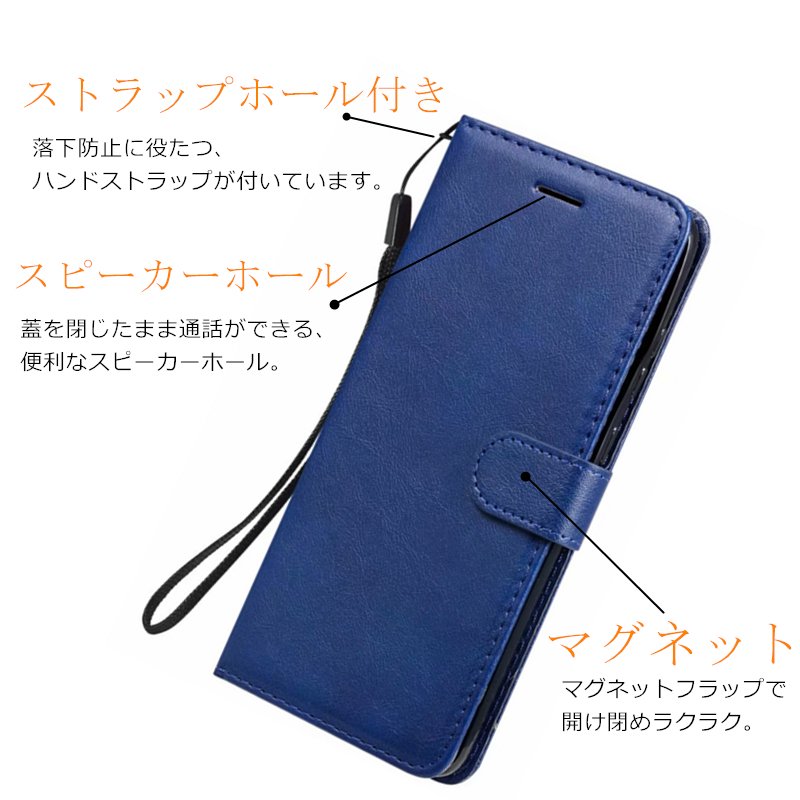 ストラップホール付き
落下防止に役たつ、
ハンドストラップが付いています。
スピーカーホール
蓋を閉じたまま通話ができる、
便利なスピーカーホール。
マグネット
マグネットフラップで
開け閉めラクラク。